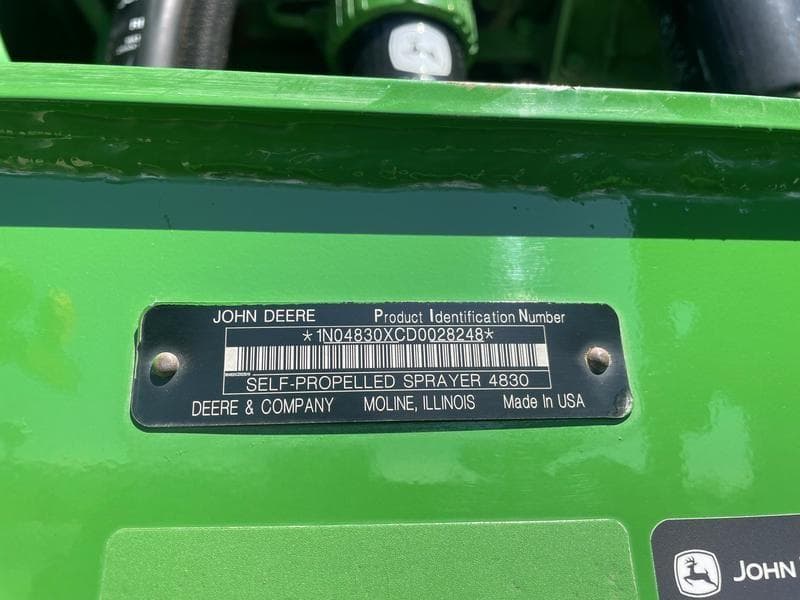 JOHN DEERE Product Identification Number
*1N04830XCD0028248*
SELF-PROPELLED SPRAYER 4830
DEERE & COMPANY MOLINE, ILLINOIS Made In USA
JOHN